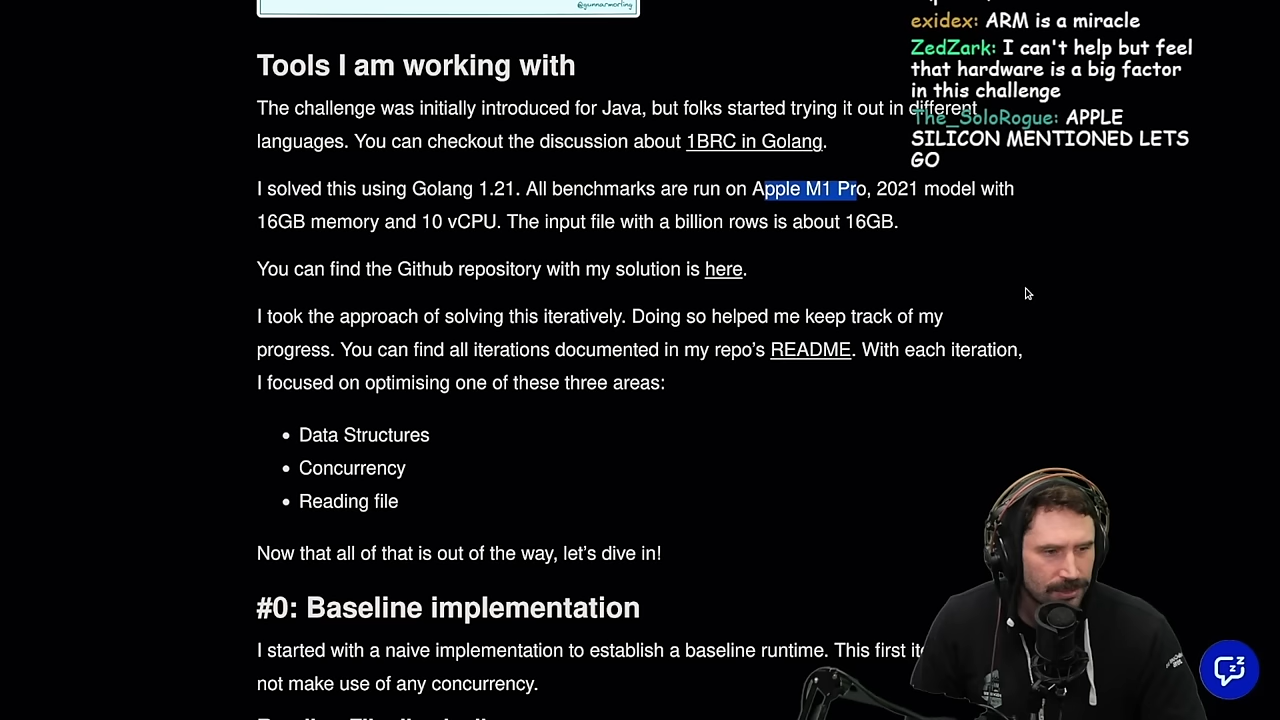 @gunnarmorling
Tools I am working with
The challenge was initially introduced for Java, but folks started trying it out in different
languages. You can checkout the discussion about 1BRC in Golang.
I solved this using Golang 1.21. All benchmarks are run on Apple M1 Pro, 2021 model with
16GB memory and 10 vCPU. The input file with a billion rows is about 16GB.
You can find the Github repository with my solution is here.
I took the approach of solving this iteratively. Doing so helped me keep track of my
progress. You can find all iterations documented in my repo's README. With each iteration,
I focused on optimising one of these three areas:
• Data Structures
• Concurrency
• Reading file
Now that all of that is out of the way, let's dive in!
#0: Baseline implementation
I started with a naive implementation to establish a baseline runtime. This first
not make use of any concurrency.
exidex: ARM is a miracle
ZedZark: I can't help but feel
that hardware is a big factor
in this challenge
The_SoloRogue: APPLE
SILICON MENTIONED LETS
GO